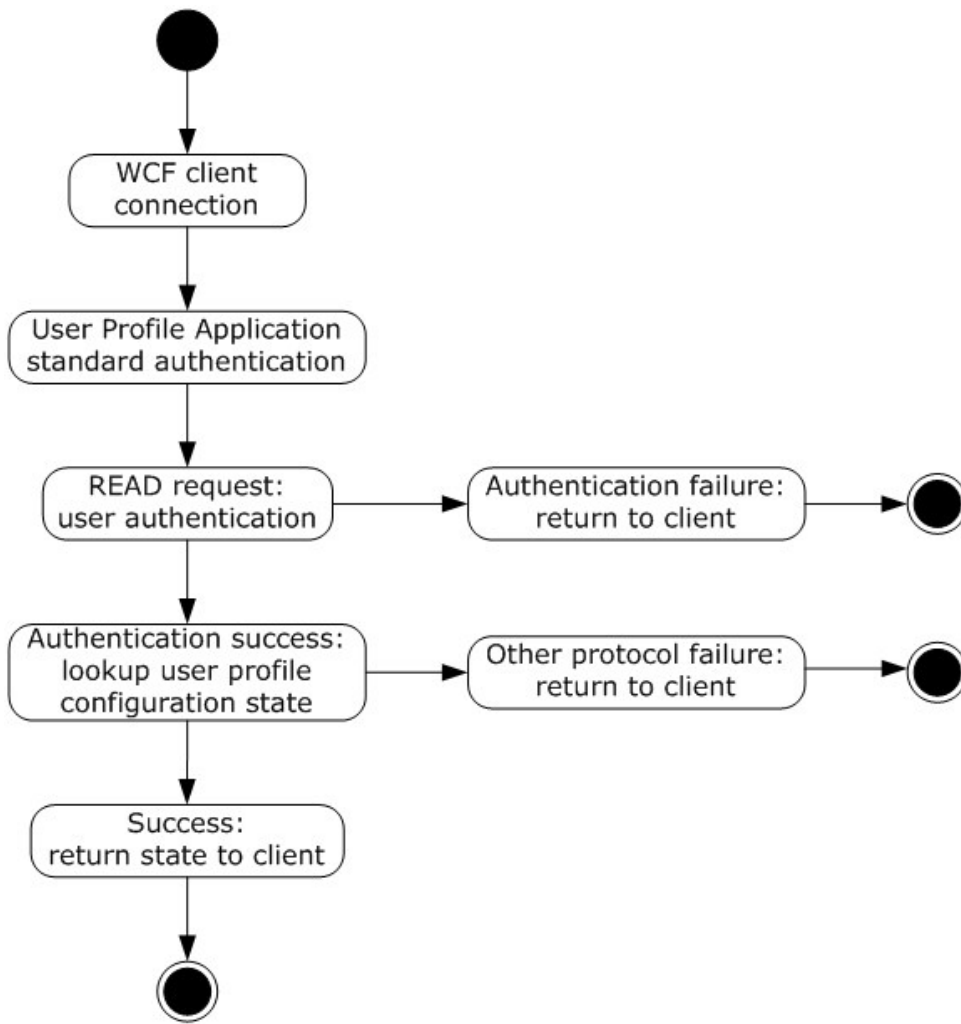 WCF client
connection
User Profile Application
standard authentication
READ request:
user authentication
Authentication failure:
return to client
Authentication success:
lookup user profile
configuration state
Other protocol failure:
return to client
Success:
return state to client